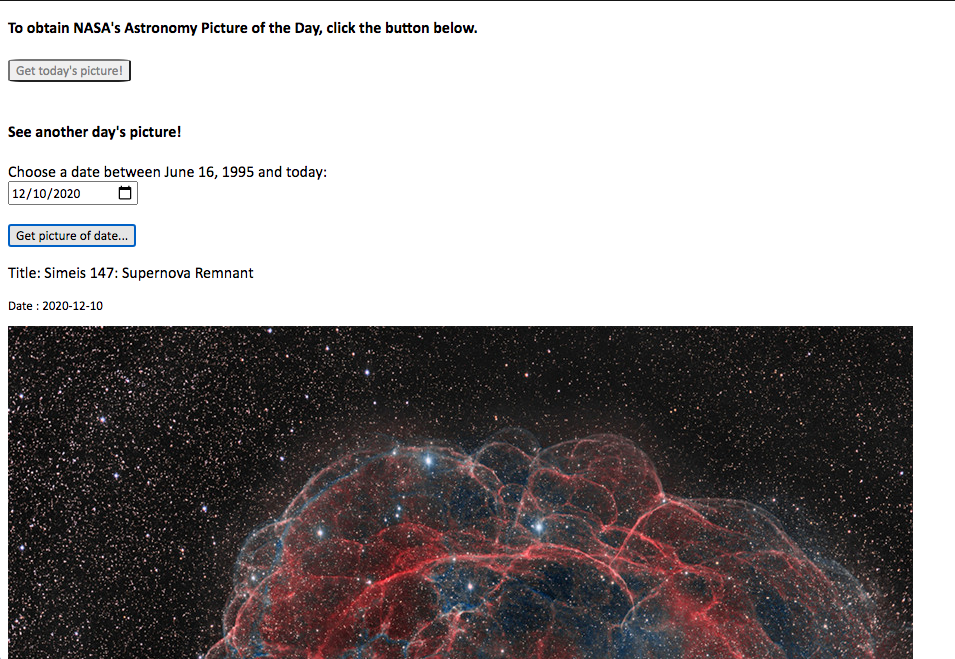 To obtain NASA's Astronomy Picture of the Day, click the button below.
Get today's picture!
See another day's picture!
Choose a date between June 16, 1995 and today:
12/10/2020
Get picture of date...
Title: Simeis 147: Supernova Remnant
Date : 2020-12-10